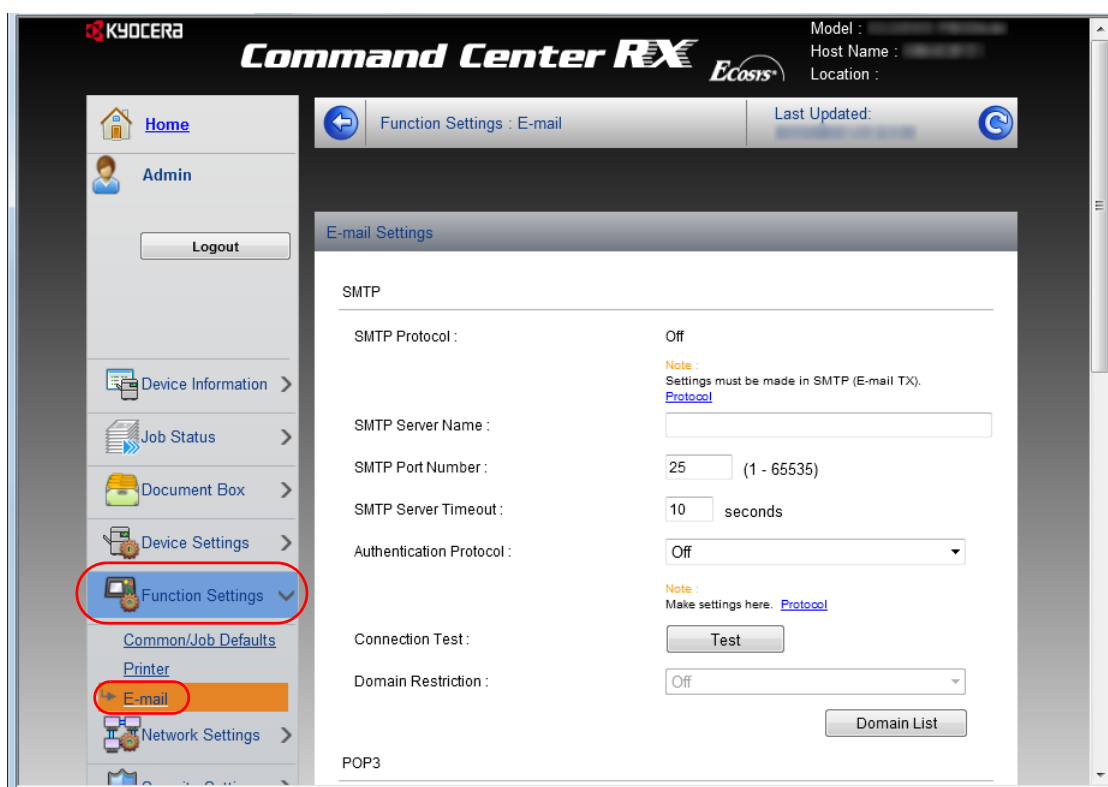 KYOCERA
Command Center RX
Ecosys
Model :
Host Name :
Location :
Home
Admin
Logout
Device Information
Job Status
Document Box
Device Settings
Function Settings
Common/Job Defaults
Printer
E-mail
Network Settings
Function Settings : E-mail
Last Updated:
E-mail Settings
SMTP
SMTP Protocol : Off
Note :
Settings must be made in SMTP (E-mail TX).
Protocol
SMTP Server Name :
SMTP Port Number : 25 (1 - 65535)
SMTP Server Timeout : 10 seconds
Authentication Protocol : Off
Note :
Make settings here. Protocol
Connection Test : Test
Domain Restriction : Off
Domain List
POP3